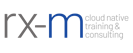 rx-m cloud native
training &
consulting